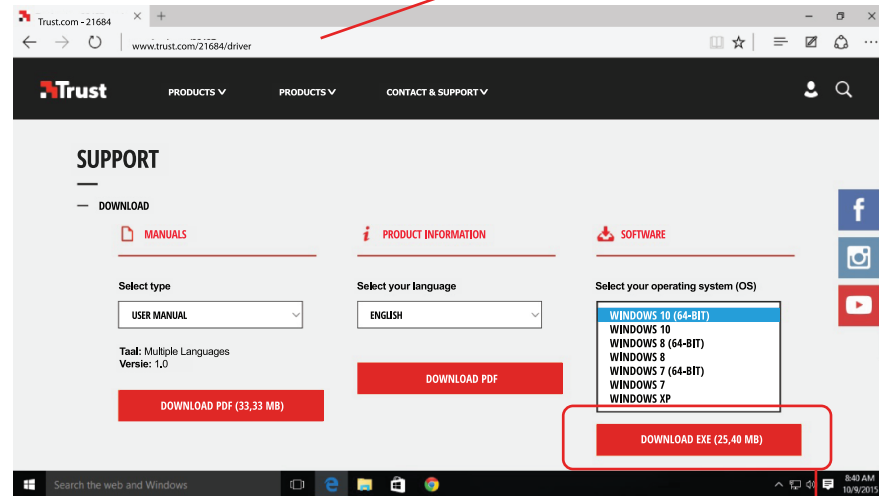 Trust.com - 21684
www.trust.com/21684/driver
Trust
PRODUCTS
PRODUCTS
CONTACT & SUPPORT
SUPPORT
DOWNLOAD
MANUALS
Select type
USER MANUAL
Taal: Multiple Languages
Versie: 1.0
DOWNLOAD PDF (33,33 MB)
PRODUCT INFORMATION
Select your language
ENGLISH
DOWNLOAD PDF
SOFTWARE
Select your operating system (OS)
WINDOWS 10 (64-BIT)
WINDOWS 10
WINDOWS 8 (64-BIT)
WINDOWS 8
WINDOWS 7 (64-BIT)
WINDOWS 7
WINDOWS XP
DOWNLOAD EXE (25,40 MB)
Search the web and Windows
8:40 AM
10/9/2015